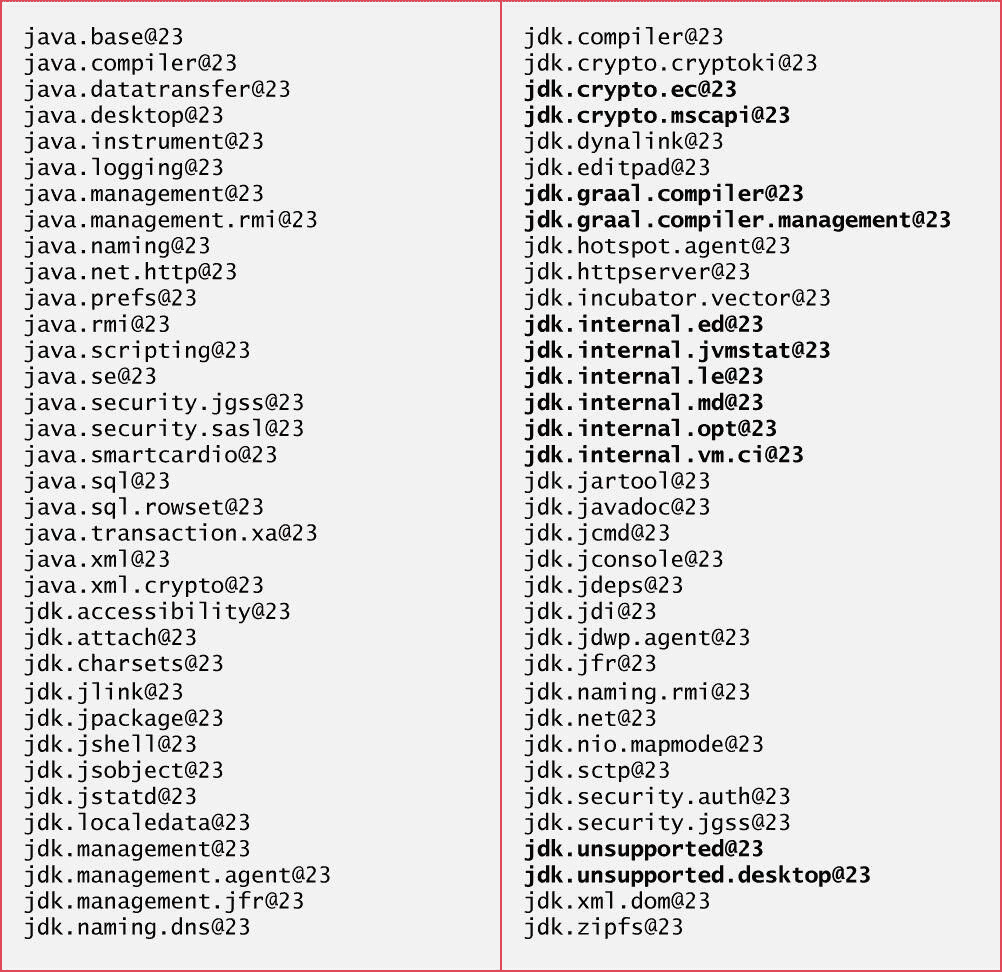 java.base@23
java.compiler@23
java.datatransfer@23
java.desktop@23
java.instrument@23
java.logging@23
java.management@23
java.management.rmi@23
java.naming@23
java.net.http@23
java.prefs@23
java.rmi@23
java.scripting@23
java.se@23
java.security.jgss@23
java.security.sasl@23
java.smartcardio@23
java.sql@23
java.sql.rowset@23
java.transaction.xa@23
java.xml@23
java.xml.crypto@23
jdk.accessibility@23
jdk.attach@23
jdk.charsets@23
jdk.jlink@23
jdk.jpackage@23
jdk.jshell@23
jdk.jsobject@23
jdk.jstatd@23
jdk.localedata@23
jdk.management@23
jdk.management.agent@23
jdk.management.jfr@23
jdk.naming.dns@23
jdk.compiler@23
jdk.crypto.cryptoki@23
jdk.crypto.ec@23
jdk.crypto.mscapi@23
jdk.dynalink@23
jdk.editpad@23
jdk.graal.compiler@23
jdk.graal.compiler.management@23
jdk.hotspot.agent@23
jdk.httpserver@23
jdk.incubator.vector@23
jdk.internal.ed@23
jdk.internal.jvmstat@23
jdk.internal.le@23
jdk.internal.md@23
jdk.internal.opt@23
jdk.internal.vm.ci@23
jdk.jartool@23
jdk.javadoc@23
jdk.jcmd@23
jdk.jconsole@23
jdk.jdeps@23
jdk.jdi@23
jdk.jdwp.agent@23
jdk.jfr@23
jdk.naming.rmi@23
jdk.net@23
jdk.nio.mapmode@23
jdk.sctp@23
jdk.security.auth@23
jdk.security.jgss@23
jdk.unsupported@23
jdk.unsupported.desktop@23
jdk.xml.dom@23
jdk.zipfs@23